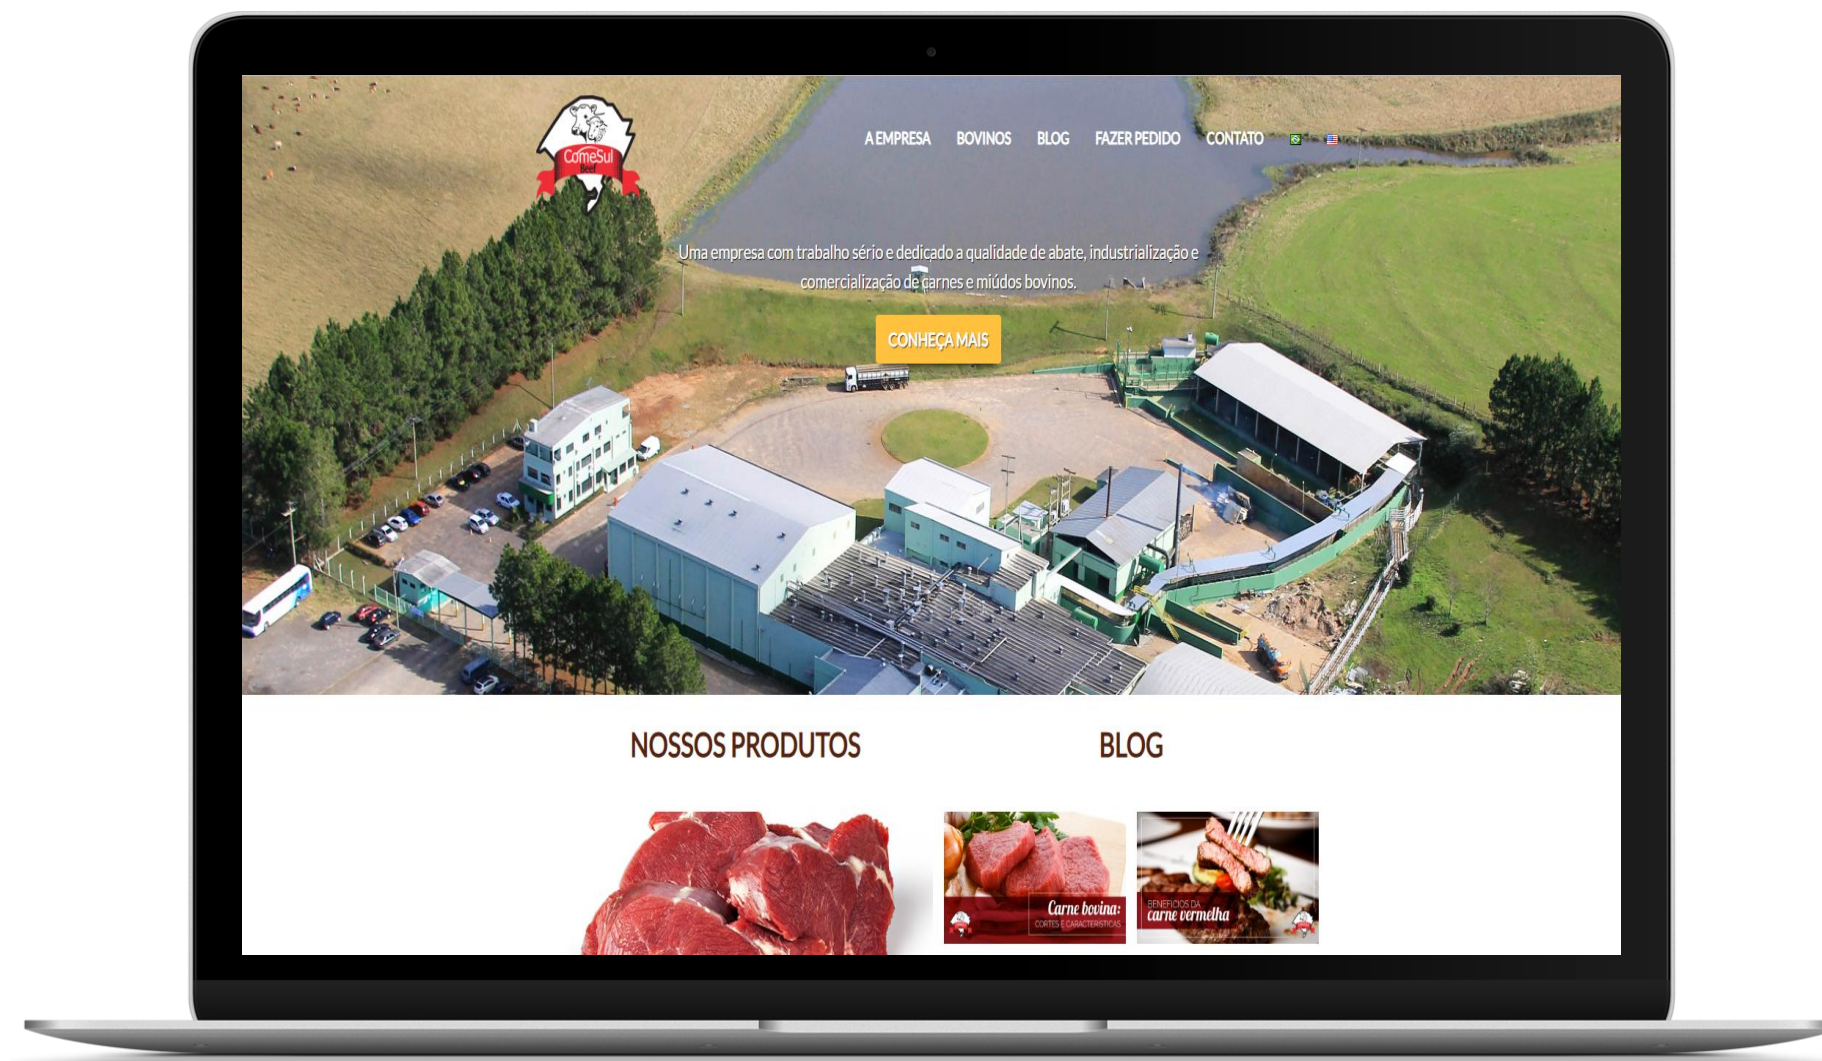 ComeSul
Beef
A EMPRESA BOVINOS BLOG FAZER PEDIDO CONTATO
Uma empresa com trabalho sério e dedicado a qualidade de abate, industrialização e
comercialização de carnes e miúdos bovinos.
CONHEÇA MAIS
NOSSOS PRODUTOS
BLOG
Carne bovina:
CORTES E CARACTERÍSTICAS
BENEFÍCIOS DA
carne vermelha